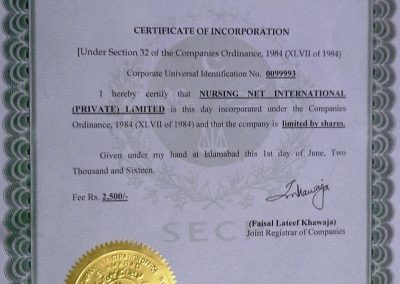 CERTIFICATE OF INCORPORATION
[Under Section 32 of the Companies Ordinance, 1984 (XLVII of 1984)
Corporate Universal Identification No. 0099993
I hereby certify that NURSING NET INTERNATIONAL
(PRIVATE) LiMITED is this day incorporated under the Companies
Ordinance, 1984 (XLVII of 1984) and that the company is limited by shares.
Given under my hand at Islamabad this 1st day of June, Two
Thousand and Sixteen.
Fee Rs. 2,500/-
SEC
(Faisal Lateef Khawaja)
Joint Registrar of Companies